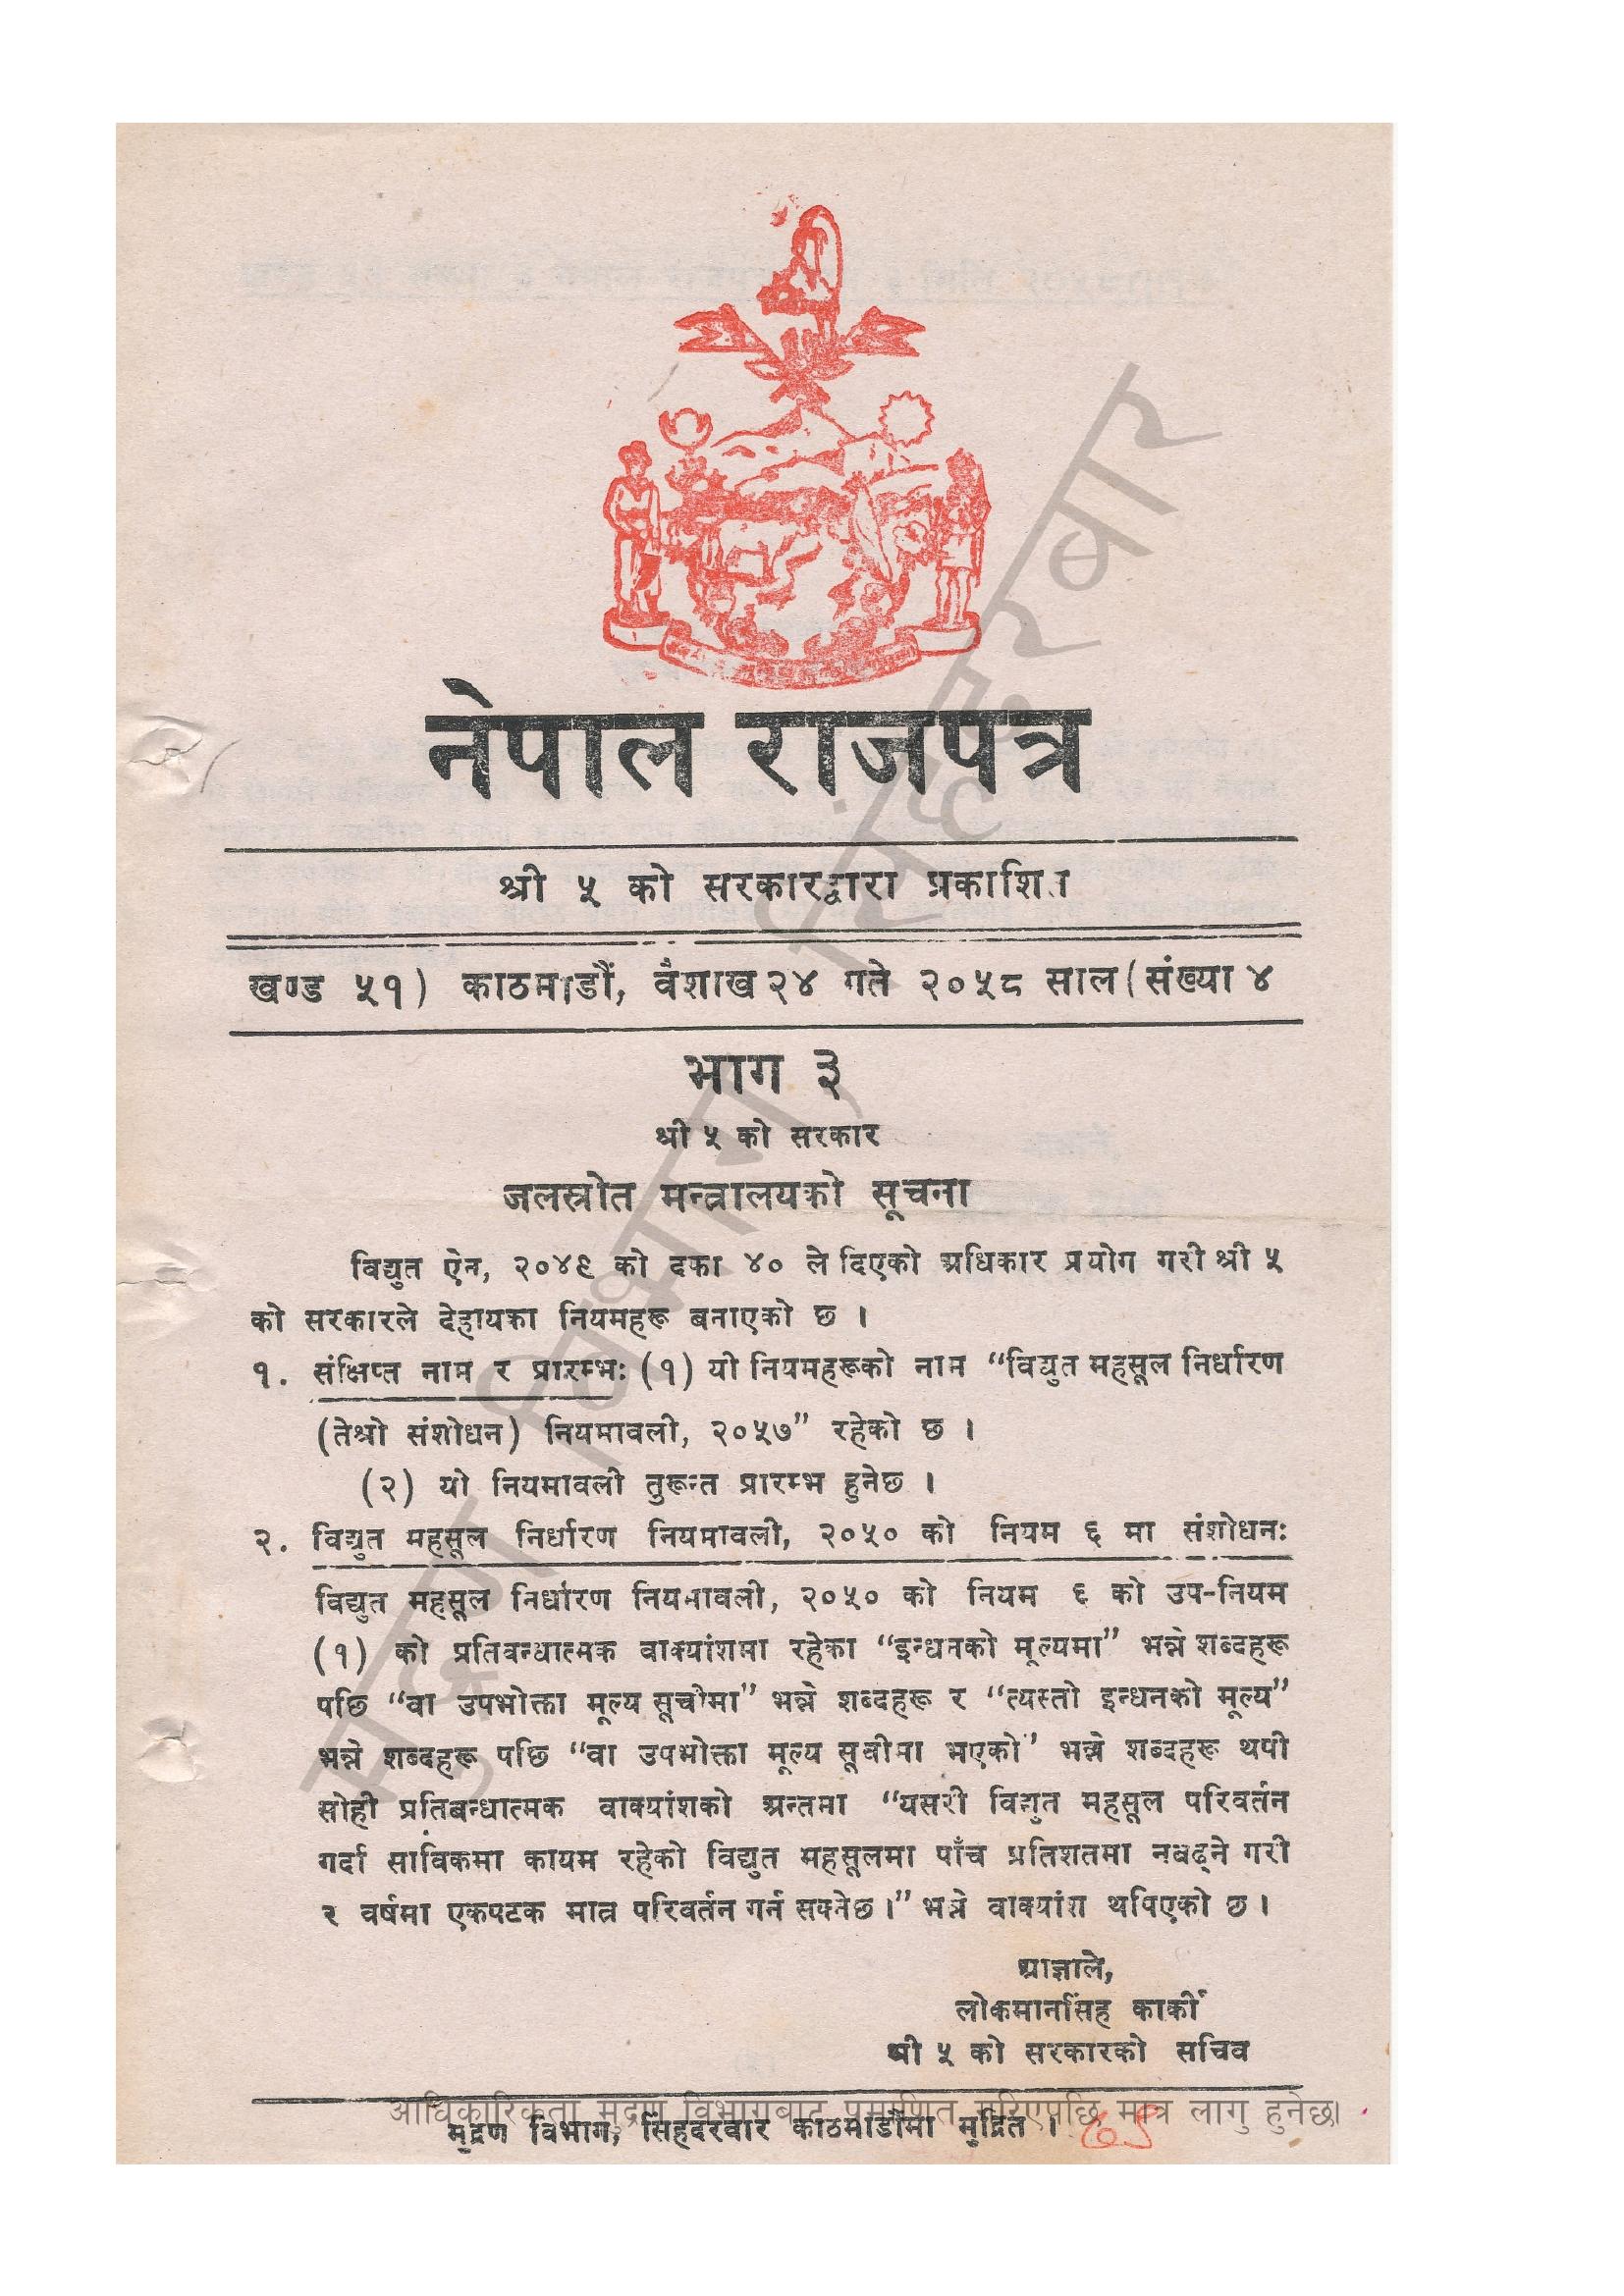 नेपाल राजपत्र
श्री ५ को सरकारद्वारा प्रकाशित
खण्ड ५१) काठमाडौं, वैशाख २४ गते २०५८ साल (संख्या ४
भाग ३
श्री ५ को सरकार
जलस्रोत मन्त्रालयको सूचना
विद्युत ऐन, २०४९ को दफा ४० ले दिएको अधिकार प्रयोग गरी श्री ५
को सरकारले देहायका नियमहरू बनाएको छ ।
१. संक्षिप्त नाम र प्रारम्भः (१) यी नियमहरूको नाम “विद्युत महसूल निर्धारण
(तेश्रो संशोधन) नियमावली, २०५७” रहेको छ ।
(२) यो नियमावली तुरून्त प्रारम्भ हुनेछ ।
२. विद्युत महसूल निर्धारण नियमावली, २०५० को नियम ६ मा संशोधनः
विद्युत महसूल निर्धारण नियमावली, २०५० को नियम ६ को उप-नियम
(१) को प्रतिबन्धात्मक वाक्यांशमा रहेका “इन्धनको मूल्यमा” भन्ने शब्दहरू
पछि “वा उपभोक्ता मूल्य सूचीमा” भन्ने शब्दहरू र “त्यस्तो इन्धनको मूल्य”
भन्ने शब्दहरू पछि “वा उपभोक्ता मूल्य सूचीमा भएको” भन्ने शब्दहरू थपी
सोही प्रतिबन्धात्मक वाक्यांशको अन्तमा “यसरी विद्युत महसूल परिवर्तन
गर्दा साविकमा कायम रहेको विद्युत महसूलमा पाँच प्रतिशतमा नबढ्ने गरी
र वर्षमा एकपटक मात्र परिवर्तन गर्न सक्नेछ ।” भन्ने वाक्यांश थपिएको छ ।
आज्ञाले,
लोकमानसिंह कार्की
श्री ५ को सरकारको सचिव
आधिकारिकता मुद्रण विभागबाट प्रमाणित गरिएपछि मात्र लागु हुनेछ।
मुद्रण विभाग, सिंहदरबार काठमाडौंमा मुद्रित ।
मुद्रण विभाग, सिंहदरबार